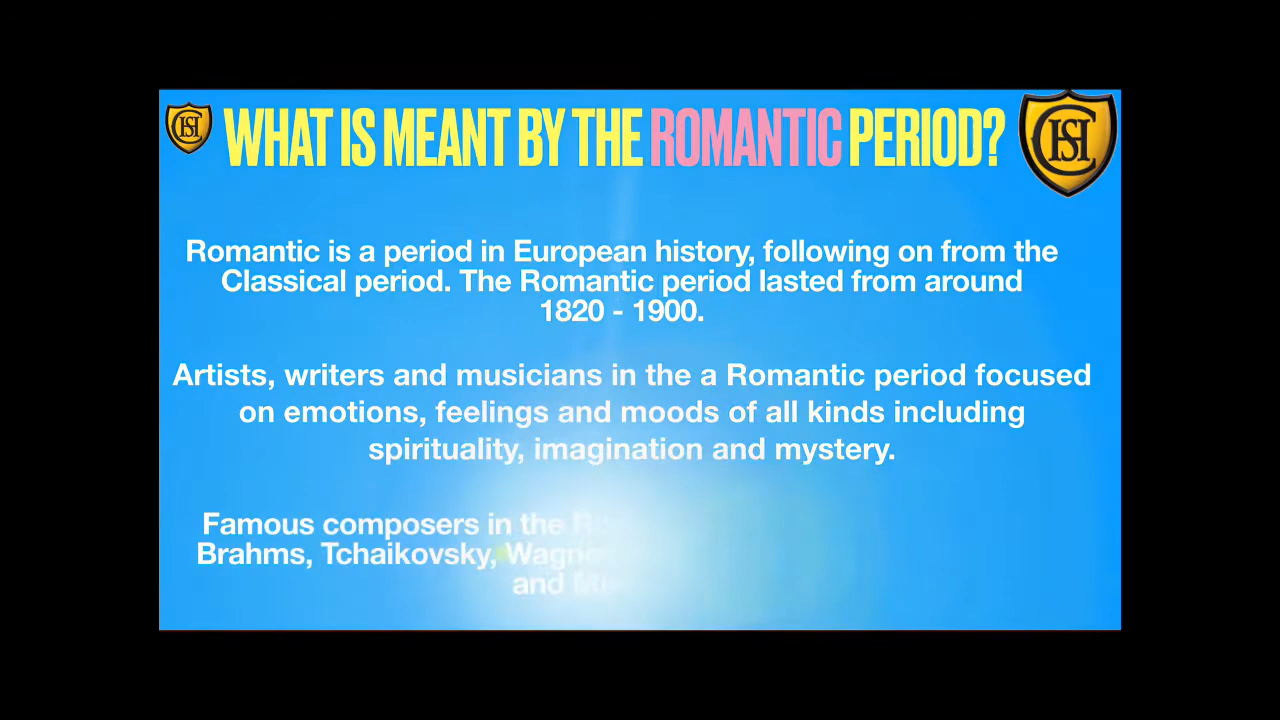 WHAT IS MEANT BY THE ROMANTIC PERIOD?
Romantic is a period in European history, following on from the
Classical period. The Romantic period lasted from around
1820 - 1900.
Artists, writers and musicians in the a Romantic period focused
on emotions, feelings and moods of all kinds including
spirituality, imagination and mystery.
Famous composers in the
Brahms, Tchaikovsky,
and